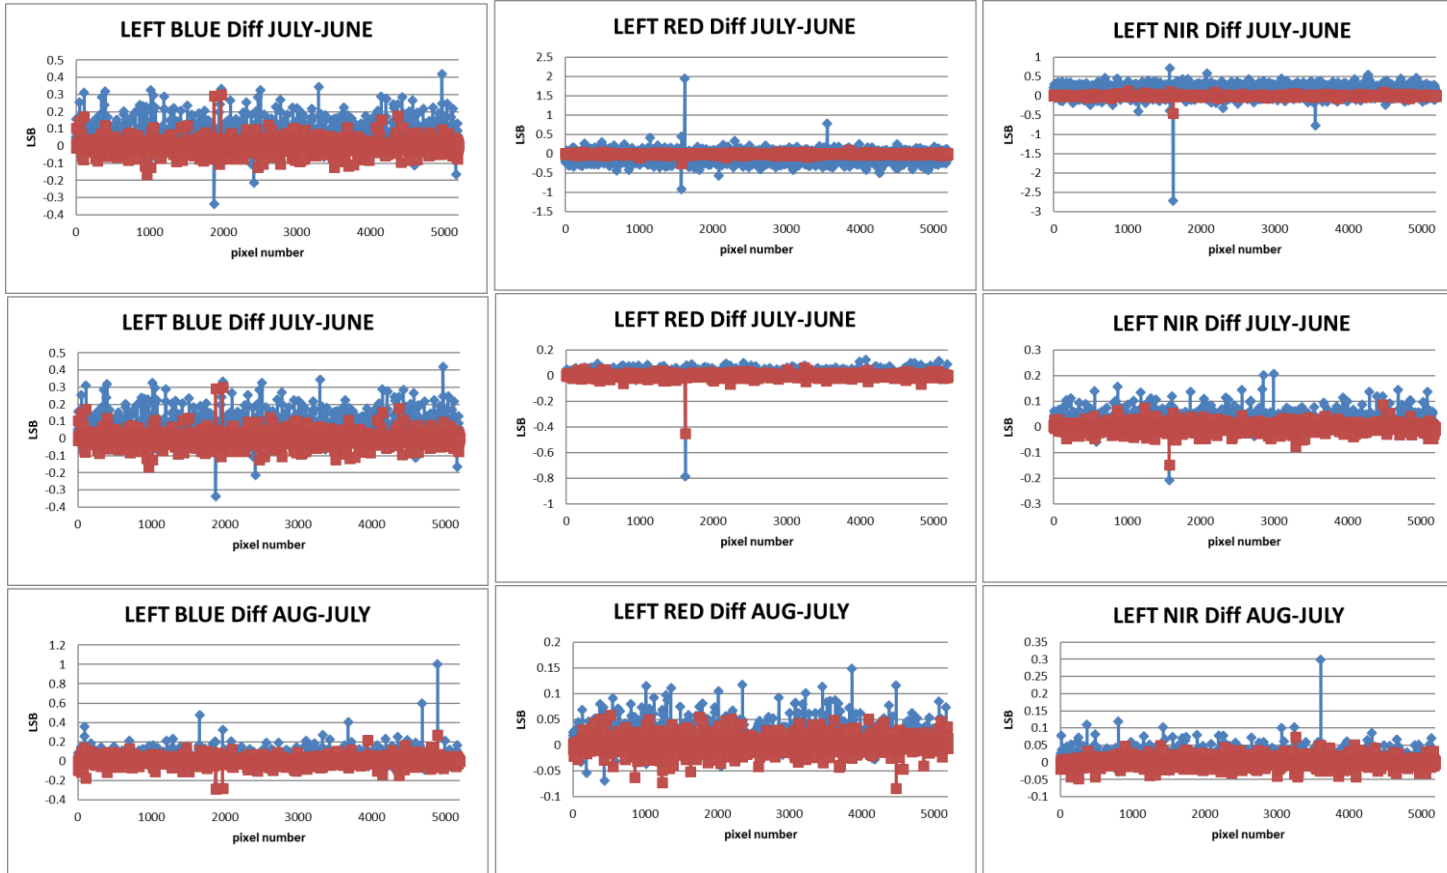 LEFT BLUE Diff JULY-JUNE
0.5
0.4
0.3
0.2
0.1
0
-0.1
-0.2
-0.3
-0.4
LSB
0 1000 2000 3000 4000 5000
pixel number
LEFT RED Diff JULY-JUNE
2.5
2
1.5
1
0.5
0
-0.5
-1
-1.5
LSB
0 1000 2000 3000 4000 5000
pixel number
LEFT NIR Diff JULY-JUNE
1
0.5
0
-0.5
-1
-1.5
-2
-2.5
-3
LSB
0 1000 2000 3000 4000 5000
pixel number
LEFT BLUE Diff JULY-JUNE
0.5
0.4
0.3
0.2
0.1
0
-0.1
-0.2
-0.3
-0.4
LSB
0 1000 2000 3000 4000 5000
pixel number
LEFT RED Diff JULY-JUNE
0.2
0
-0.2
-0.4
-0.6
-0.8
-1
LSB
0 1000 2000 3000 4000 5000
pixel number
LEFT NIR Diff JULY-JUNE
0.3
0.2
0.1
0
-0.1
-0.2
-0.3
LSB
0 1000 2000 3000 4000 5000
pixel number
LEFT BLUE Diff AUG-JULY
1.2
1
0.8
0.6
0.4
0.2
0
-0.2
-0.4
LSB
0 1000 2000 3000 4000 5000
pixel number
LEFT RED Diff AUG-JULY
0.2
0.15
0.1
0.05
0
-0.05
-0.1
LSB
0 1000 2000 3000 4000 5000
pixel number
LEFT NIR Diff AUG-JULY
0.35
0.3
0.25
0.2
0.15
0.1
0.05
0
-0.05
-0.1
LSB
0 1000 2000 3000 4000 5000
pixel number